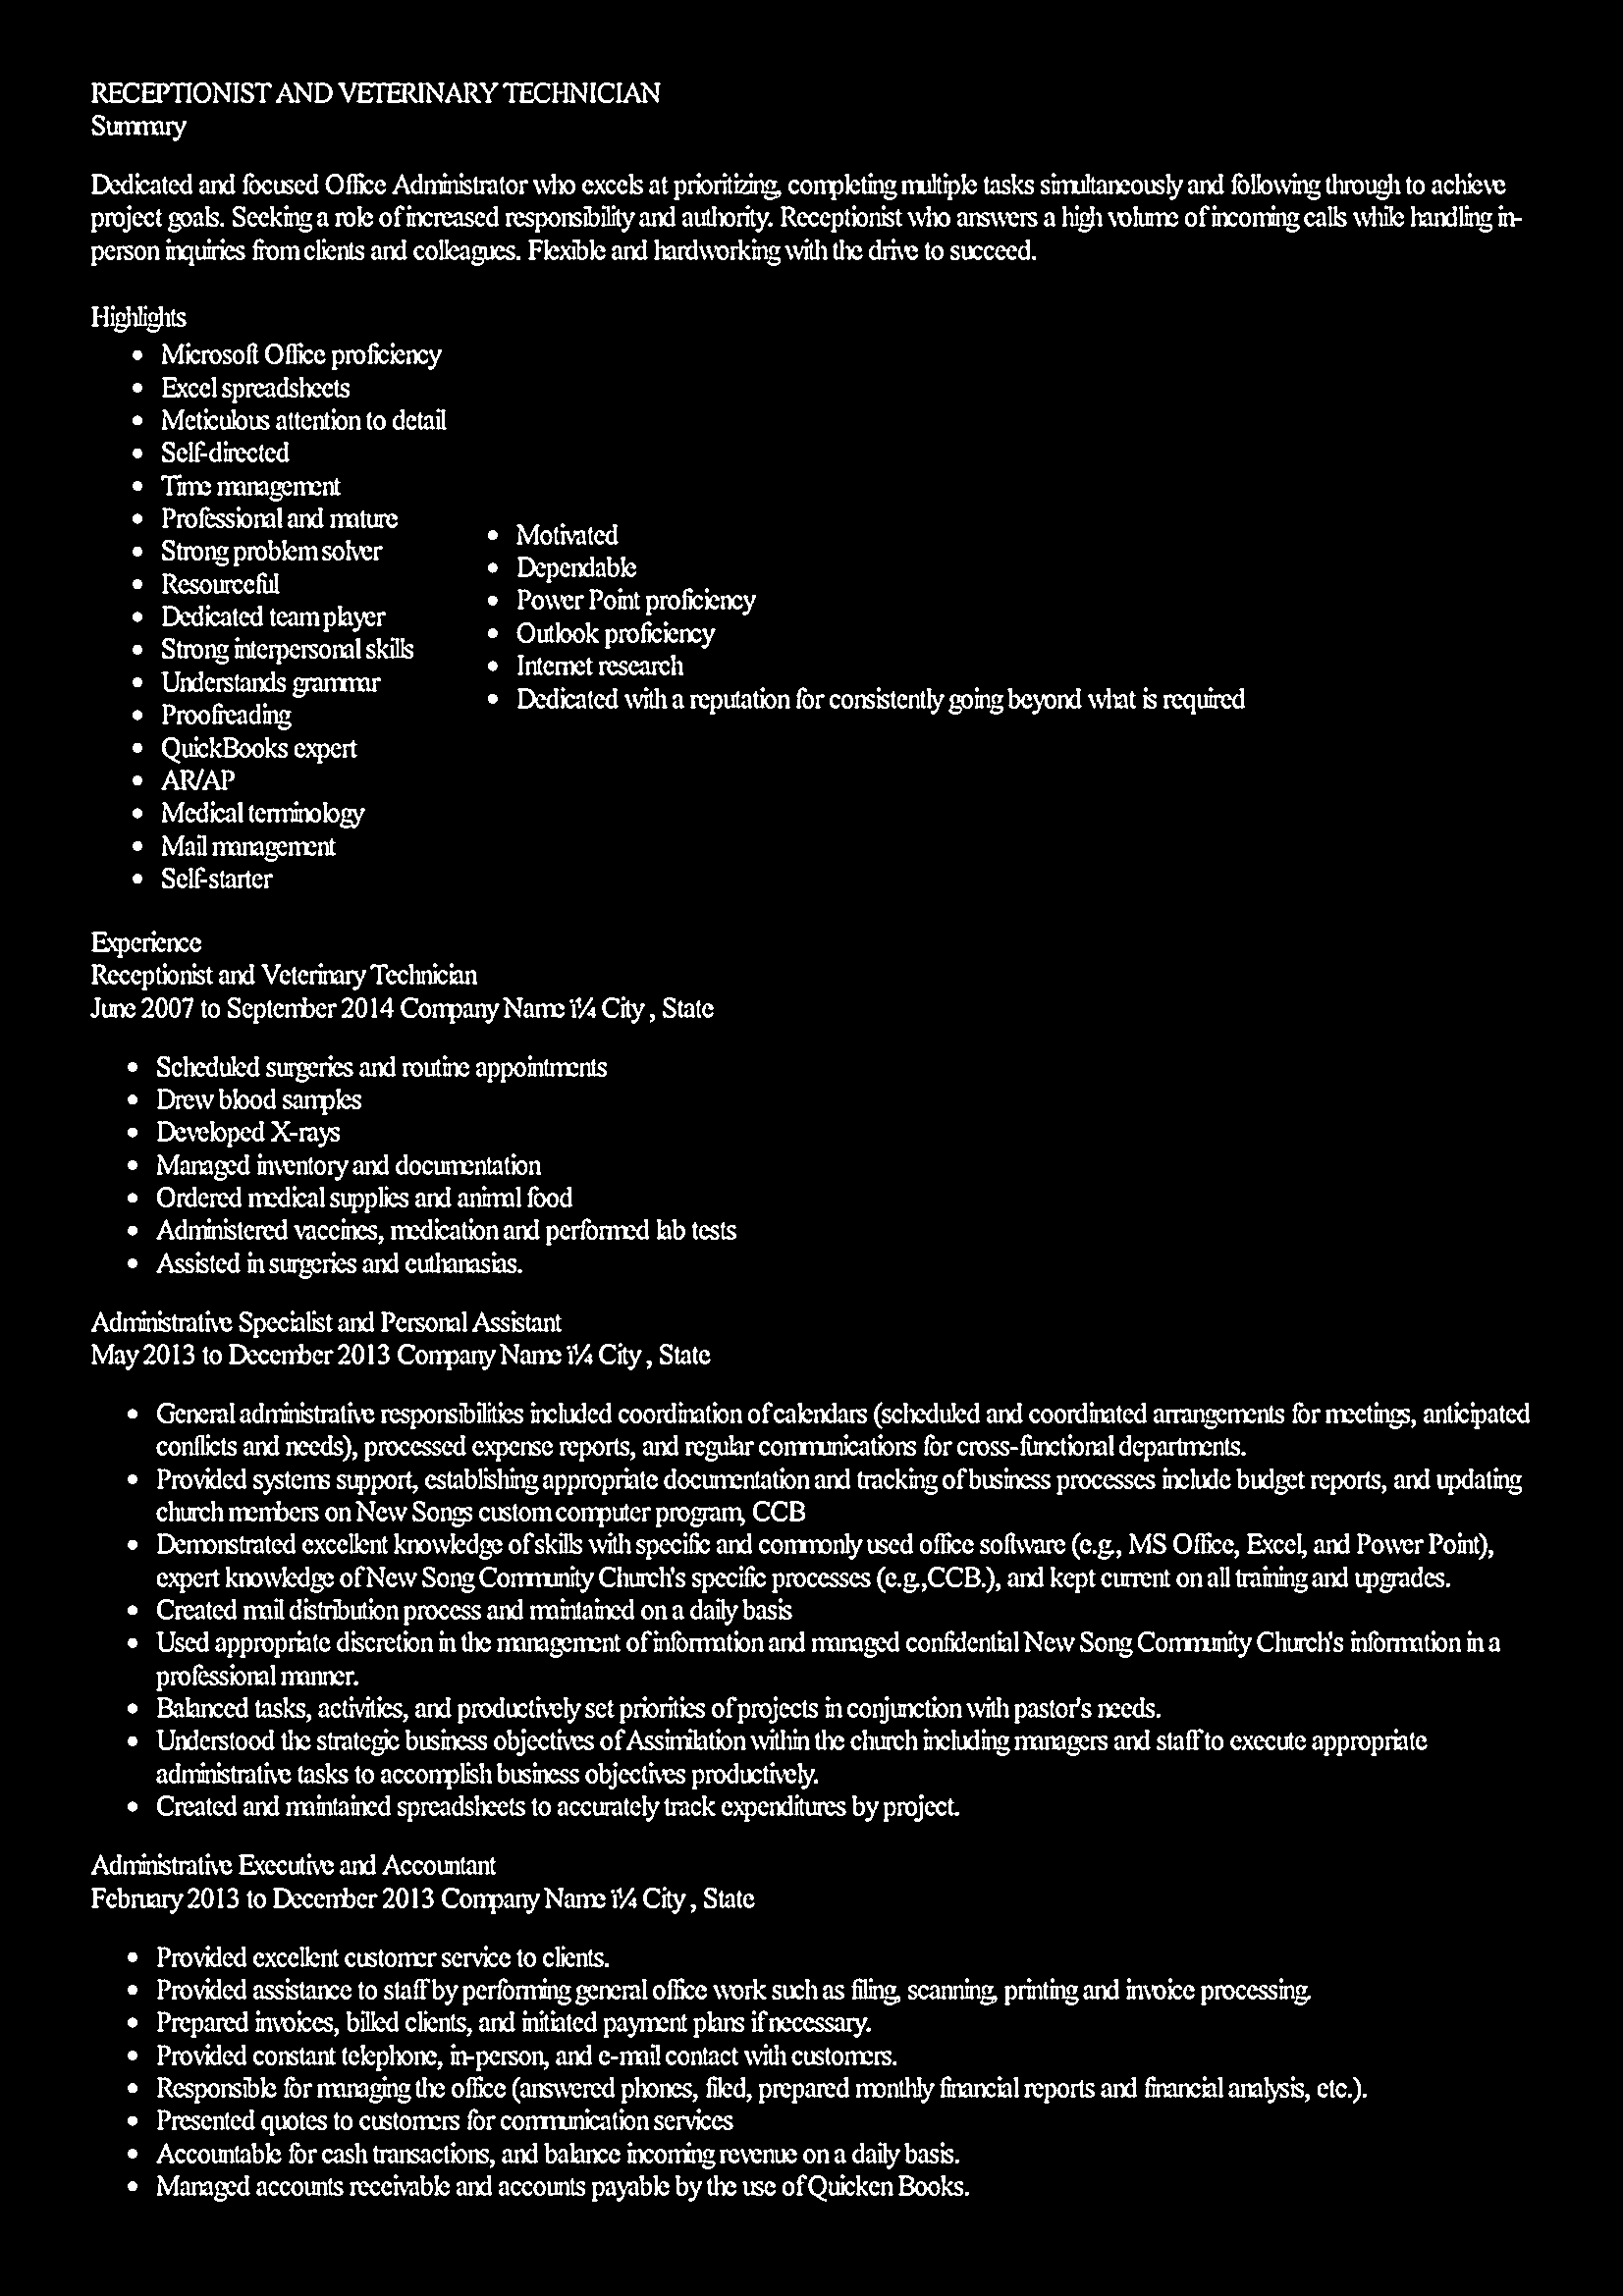 RECEPTIONIST AND VETERINARY TECHNICIAN
Summary
Dedicated and focused Office Administrator who excels at prioritizing, completing multiple tasks simultaneously and following through to achieve
project goals. Seeking a role of increased responsibility and authority. Receptionist who answers a high volume of incoming calls while handling in-
person inquiries from clients and colleagues. Flexible and hardworking with the drive to succeed.
Highlights
• Microsoft Office proficiency
• Excel spreadsheets
• Meticulous attention to detail
• Self-directed
• Time management
• Professional and mature
• Strong problem solver
• Resourceful
• Dedicated team player
• Strong interpersonal skills
• Understands grammar
• Proofreading
• QuickBooks expert
• AR/AP
• Medical terminology
• Mail management
• Self-starter
• Motivated
• Dependable
• Power Point proficiency
• Outlook proficiency
• Internet research
• Dedicated with a reputation for consistently going beyond what is required
Experience
Receptionist and Veterinary Technician
June 2007 to September 2014 Company Name ï¼ City , State
• Scheduled surgeries and routine appointments
• Drew blood samples
• Developed X-rays
• Managed inventory and documentation
• Ordered medical supplies and animal food
• Administered vaccines, medication and performed lab tests
• Assisted in surgeries and euthanasias.
Administrative Specialist and Personal Assistant
May 2013 to December 2013 Company Name ï¼ City , State
• General administrative responsibilities included coordination of calendars (scheduled and coordinated arrangements for meetings, anticipated
conflicts and needs), processed expense reports, and regular communications for cross-functional departments.
• Provided systems support, establishing appropriate documentation and tracking of business processes include budget reports, and updating
church members on New Songs custom computer program, CCB
• Demonstrated excellent knowledge of skills with specific and commonly used office software (e.g., MS Office, Excel, and Power Point),
expert knowledge of New Song Community Church's specific processes (e.g.,CCB.), and kept current on all training and upgrades.
• Created mail distribution process and maintained on a daily basis
• Used appropriate discretion in the management of information and managed confidential New Song Community Church's information in a
professional manner.
• Balanced tasks, activities, and productively set priorities of projects in conjunction with pastor's needs.
• Understood the strategic business objectives of Assimilation within the church including managers and staff to execute appropriate
administrative tasks to accomplish business objectives productively.
• Created and maintained spreadsheets to accurately track expenditures by project.
Administrative Executive and Accountant
February 2013 to December 2013 Company Name ï¼ City , State
• Provided excellent customer service to clients.
• Provided assistance to staff by performing general office work such as filing, scanning, printing and invoice processing.
• Prepared invoices, billed clients, and initiated payment plans if necessary.
• Provided constant telephone, in-person, and e-mail contact with customers.
• Responsible for managing the office (answered phones, filed, prepared monthly financial reports and financial analysis, etc.).
• Presented quotes to customers for communication services
• Accountable for cash transactions, and balance incoming revenue on a daily basis.
• Managed accounts receivable and accounts payable by the use of Quicken Books.